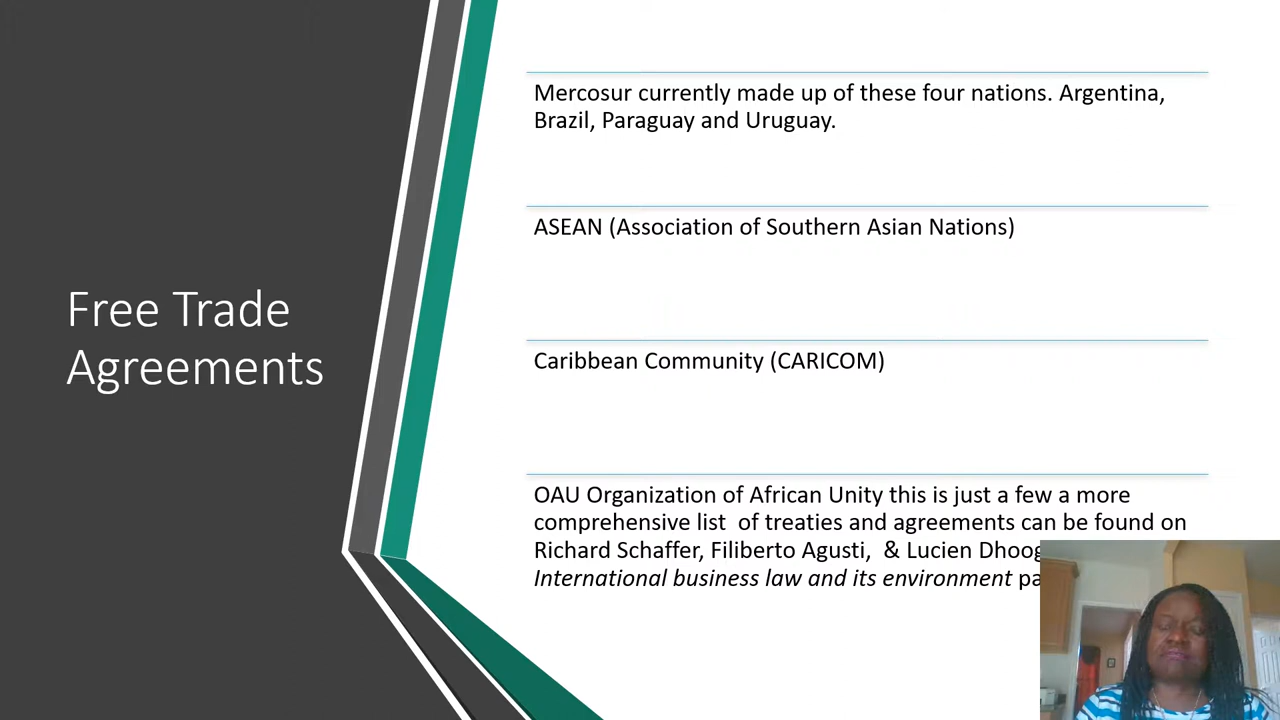 Free Trade
Agreements
Mercosur currently made up of these four nations. Argentina,
Brazil, Paraguay and Uruguay.
ASEAN (Association of Southern Asian Nations)
Caribbean Community (CARICOM)
OAU Organization of African Unity this is just a few a more
comprehensive list of treaties and agreements can be found on
Richard Schaffer, Filiberto Agusti, & Lucien
International business law and its environment